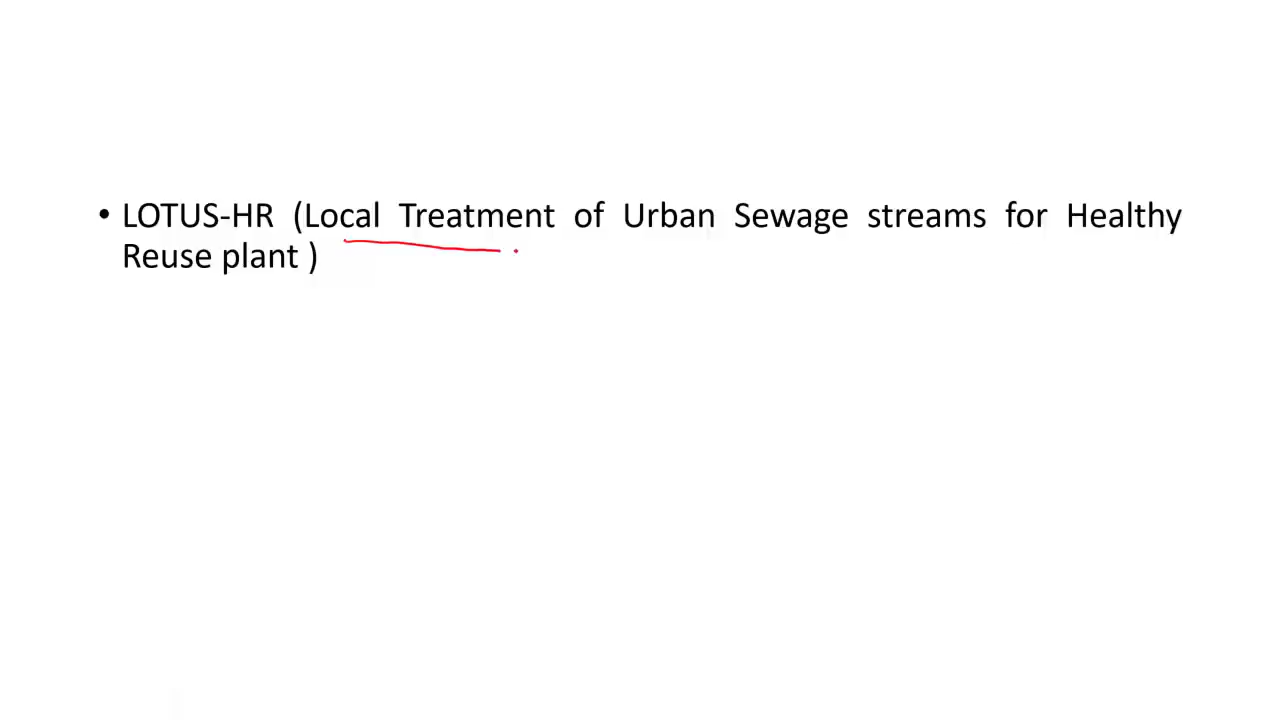 • LOTUS-HR (Local Treatment of Urban Sewage streams for Healthy
Reuse plant )